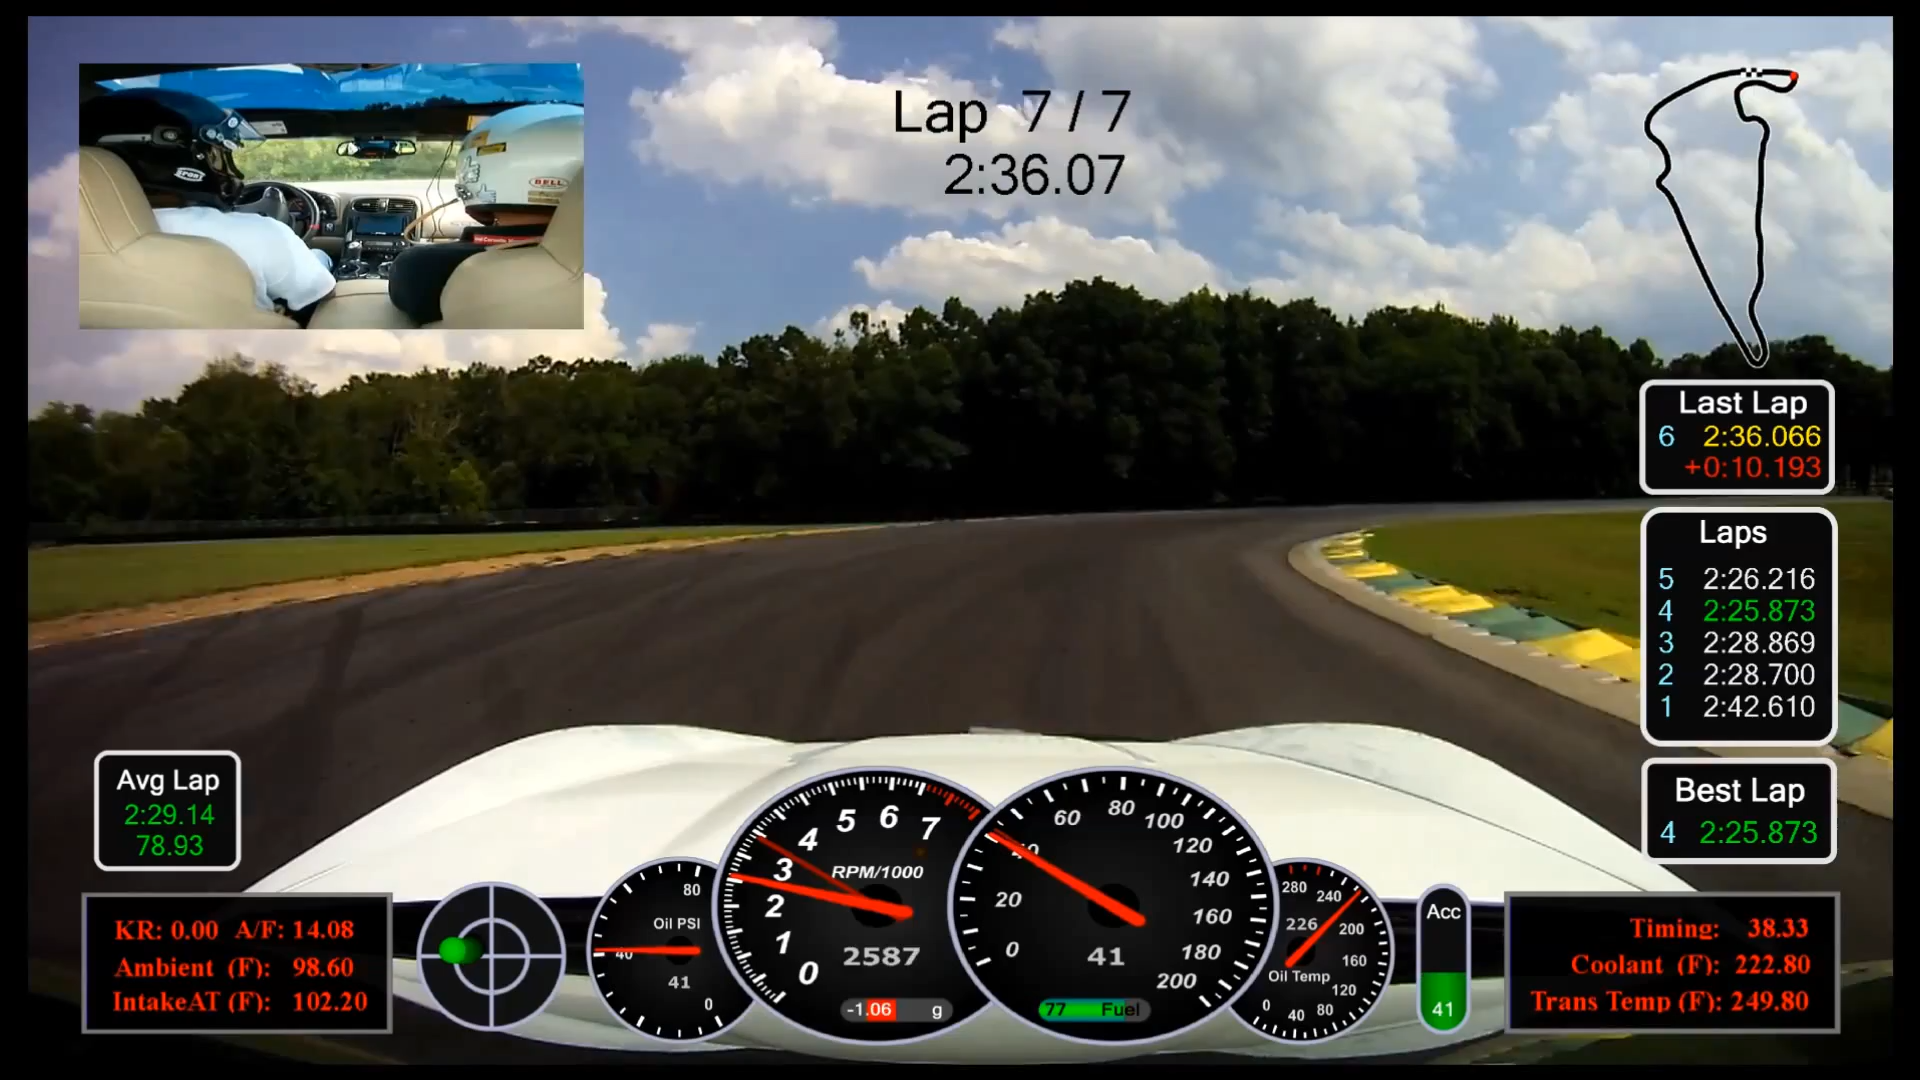 Lap 7 / 7
2:36.07
SPORT
BELL
Last Lap
6 2:36.066
+0:10.193
Laps
5 2:26.216
4 2:25.873
3 2:28.869
2 2:28.700
1 2:42.610
Best Lap
4 2:25.873
Avg Lap
2:29.14
78.93
KR: 0.00 A/F: 14.08
Ambient (F): 98.60
IntakeAT (F): 102.20
80
Oil PSI
40
41
0
0 1 2 3 4 5 6 7
RPM/1000
2587
-1.06 g
0 20 40 60 80 100 120 140 160 180 200
41
77 Fuel
280 240 200 160 120 80 40 0
226
Oil Temp
Acc
41
Timing: 38.33
Coolant (F): 222.80
Trans Temp (F): 249.80